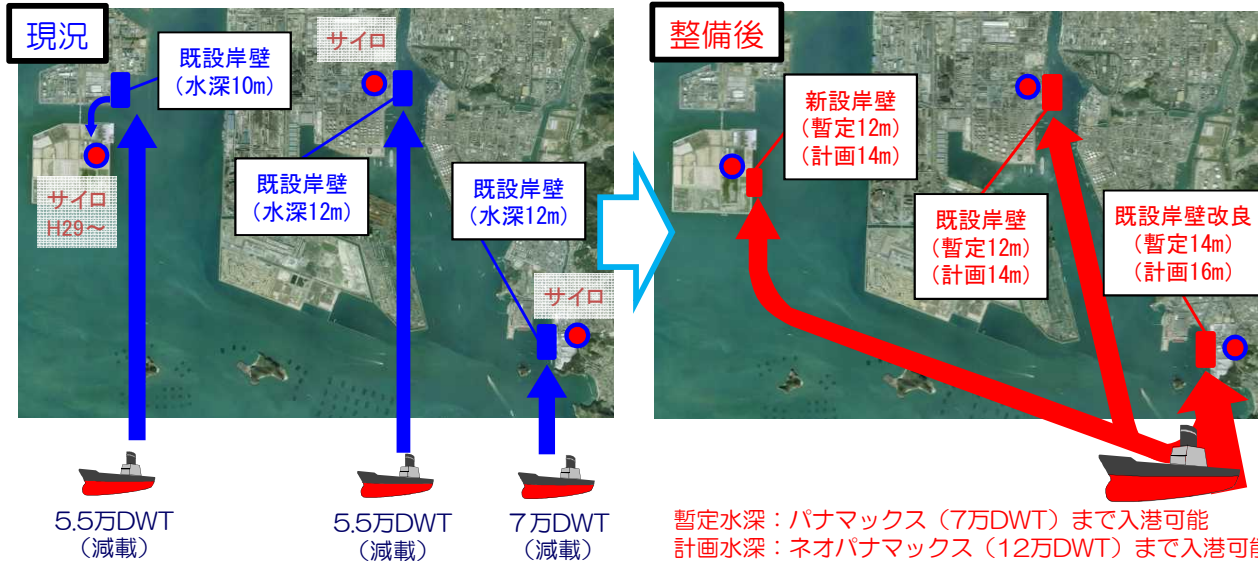 現況
既設岸壁
(水深10m)
サイロ
既設岸壁
(水深12m)
既設岸壁
(水深12m)
サイロ
H29～
サイロ
5.5万DWT
(減載)
5.5万DWT
(減載)
7万DWT
(減載)
整備後
新設岸壁
(暫定12m)
(計画14m)
既設岸壁
(暫定12m)
(計画14m)
既設岸壁改良
(暫定14m)
(計画16m)
暫定水深：パナマックス（7万DWT）まで入港可能
計画水深：ネオパナマックス（12万DWT）まで入港可能